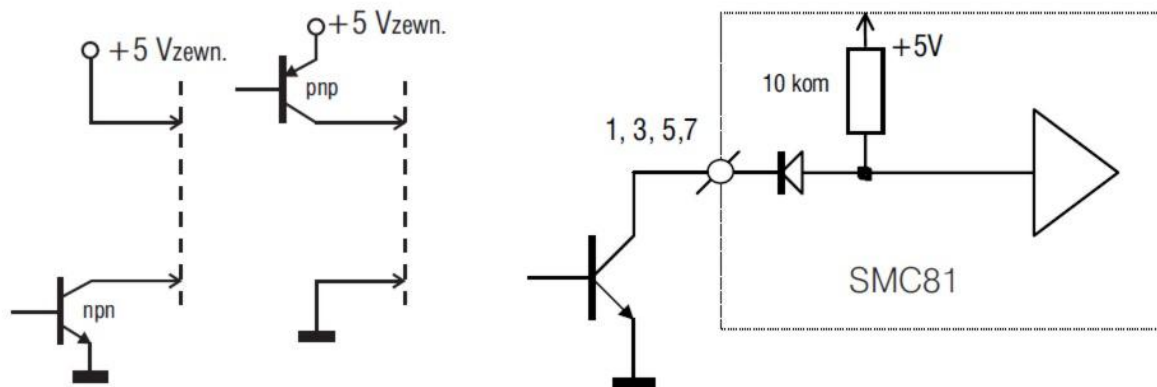 +5 Vzewn.
npn
+5 Vzewn.
pnp
1, 3, 5,7
+5V
10 kom
SMC81